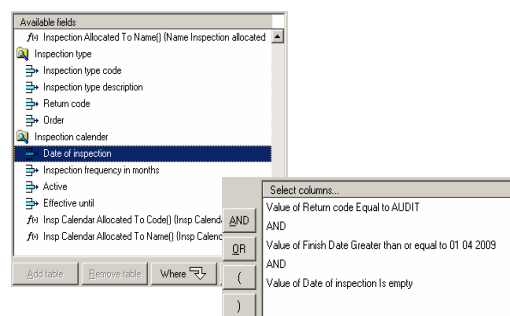 Available fields
f(x) Inspection Allocated To Name() (Name Inspection allocated
Inspection type
Inspection type code
Inspection type description
Return code
Order
Inspection calender
Date of inspection
Inspection frequency in months
Active
Effective until
f(x) Insp Calendar Allocated To Code() (Insp Calend
f(x) Insp Calendar Allocated To Name() (Insp Calenc
Add table
Remove table
Where
Select columns...
AND
OR
(
)
Value of Return code Equal to AUDIT
AND
Value of Finish Date Greater than or equal to 01 04 2009
AND
Value of Date of inspection Is empty